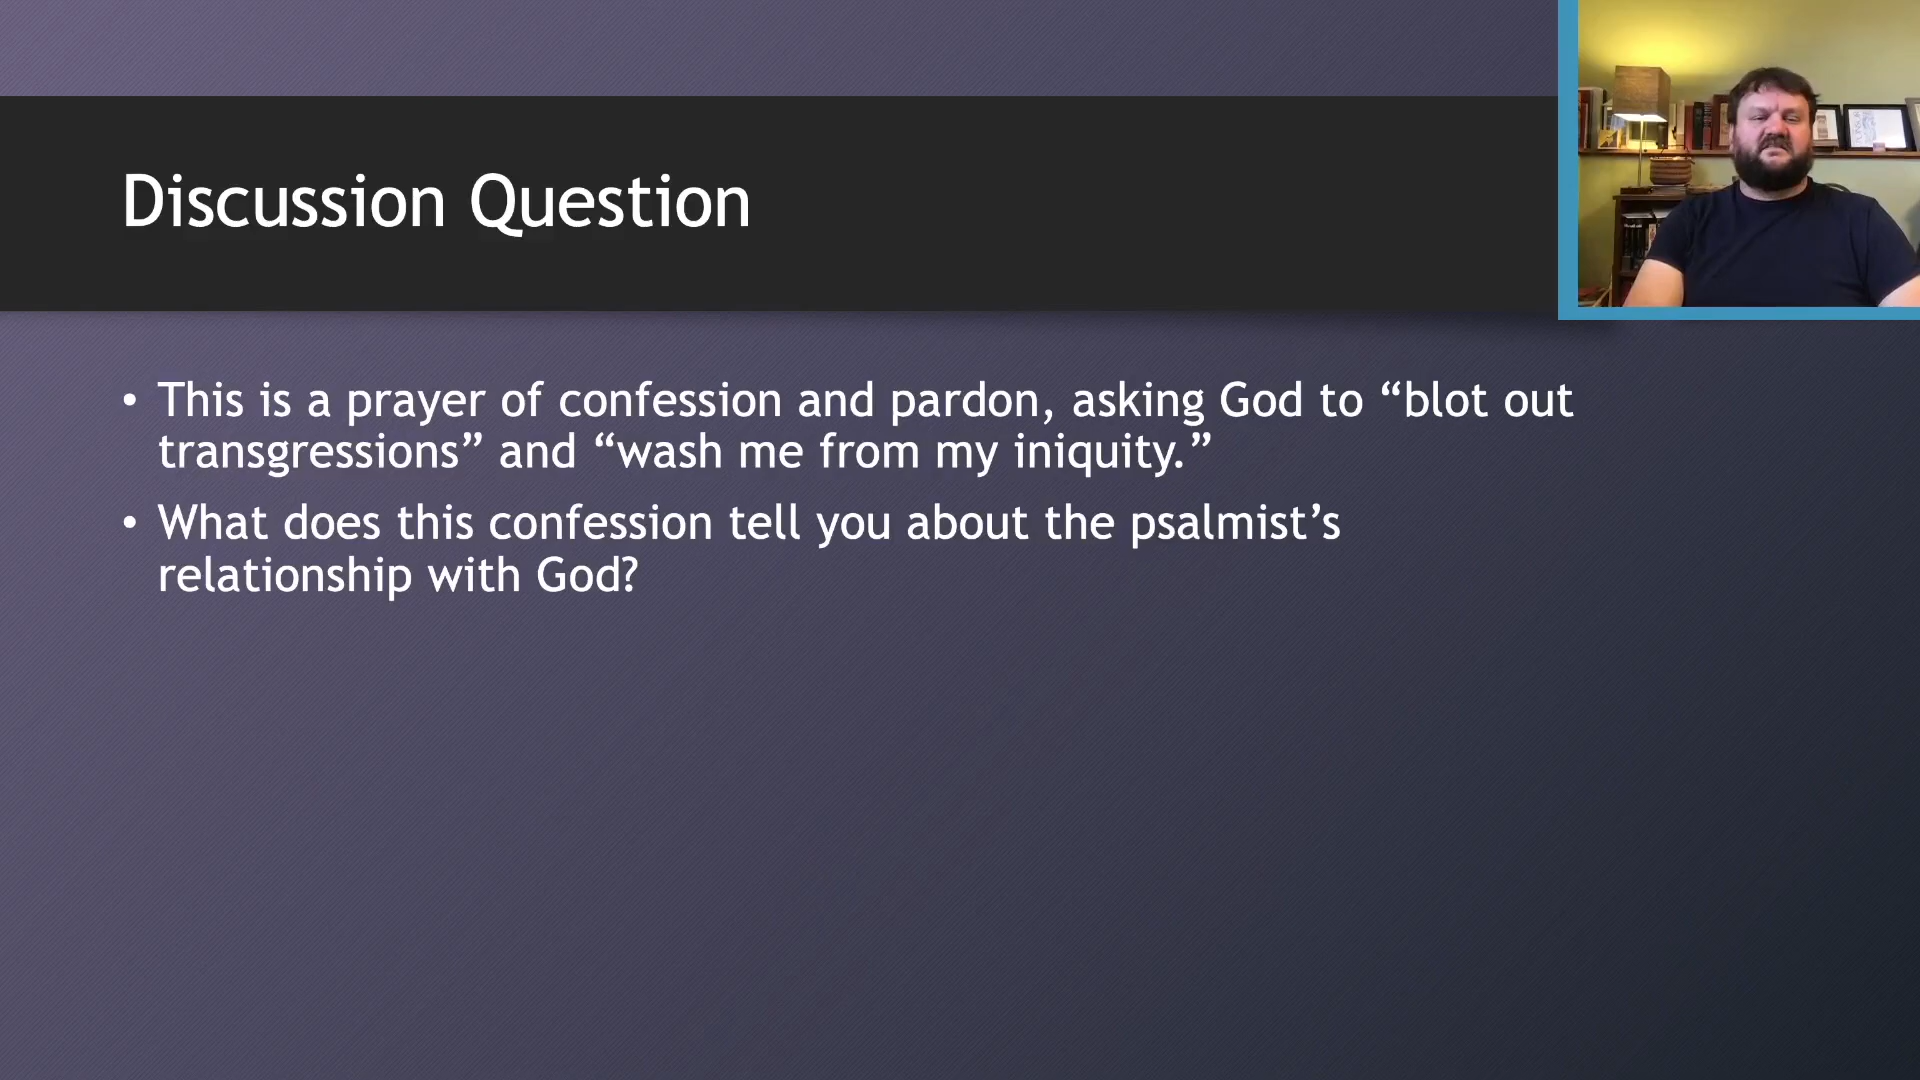 Discussion Question
• This is a prayer of confession and pardon, asking God to “blot out
transgressions” and “wash me from my iniquity.”
• What does this confession tell you about the psalmist’s
relationship with God?